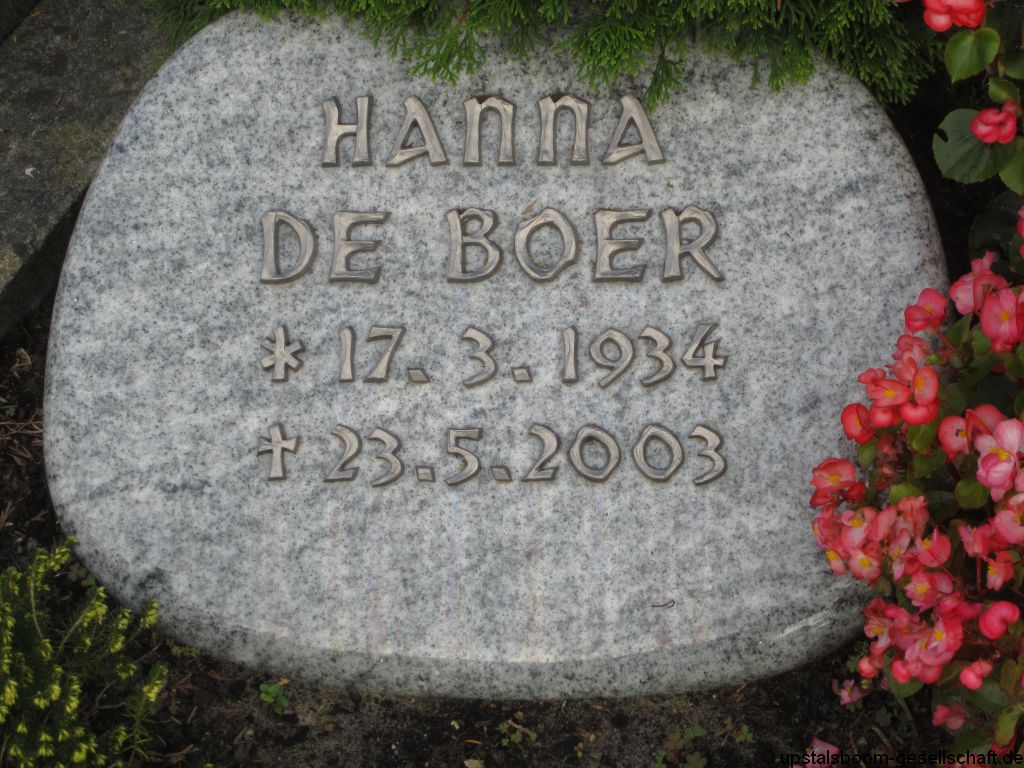 HANNA
DE BOER
* 17.3.1934
† 23.5.2003
© upstalsboom-gesellschaft.de